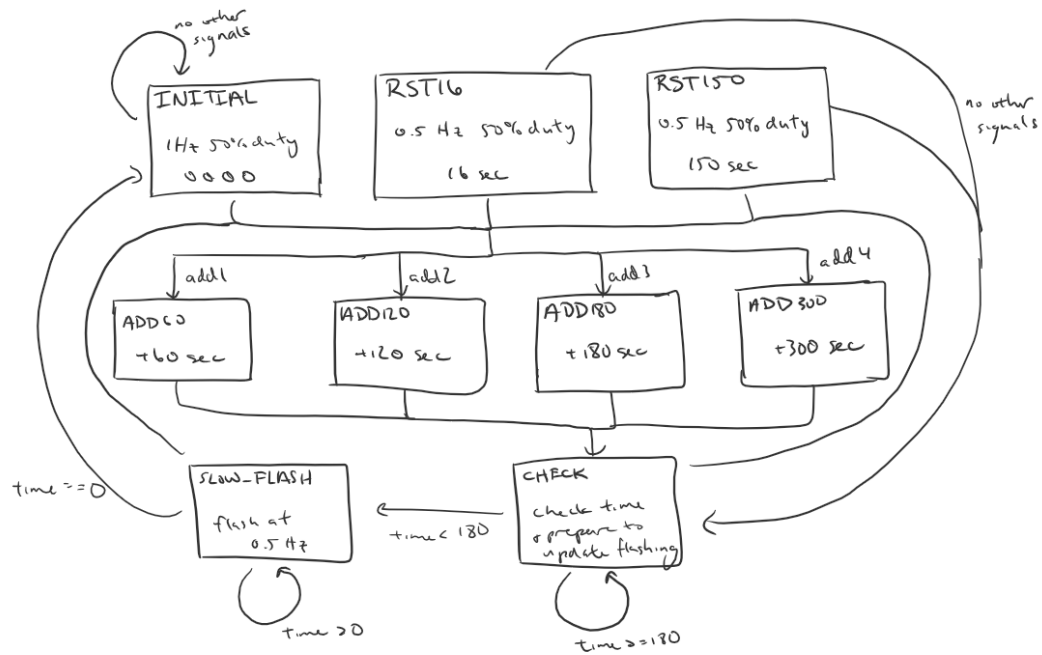 no other
signals
INITIAL
1Hz 50% duty
0000
RST16
0.5 Hz 50% duty
16 sec
RST150
0.5 Hz 50% duty
150 sec
no other
signals
add1
add2
add3
add4
ADD60
+60 sec
ADD120
+120 sec
ADD180
+180 sec
ADD300
+300 sec
time==0
SLOW_FLASH
flash at
0.5 Hz
time>0
time<180
CHECK
check time
& prepare to
update flashing
time>=180